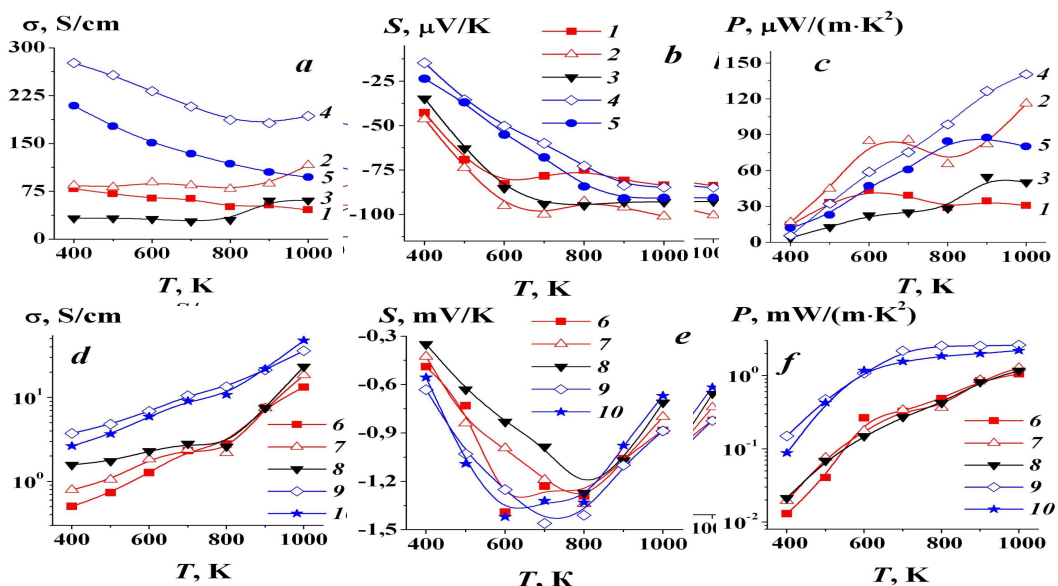 σ, S/cm
300
225
150
75
0
a
4
2
5
3
1
400 600 800 1000
T, K
S, μV/K
-25
-50
-75
-100
b
1
2
3
4
5
400 600 800 1000
T, K
P, μW/(m·K²)
150
120
90
60
30
0
c
4
2
5
3
1
400 600 800 1000
T, K
σ, S/cm
10¹
10⁰
d
6
7
8
9
1
400 600 800 1000
T, K
S, mV/K
-0.3
-0.6
-0.9
-1.2
-1.5
e
6
7
8
9
10
400 600 800 1000
T, K
P, mW/(m·K²)
10⁰
10⁻¹
10⁻²
f
6
7
8
9
10
400 600 800 1000
T, K